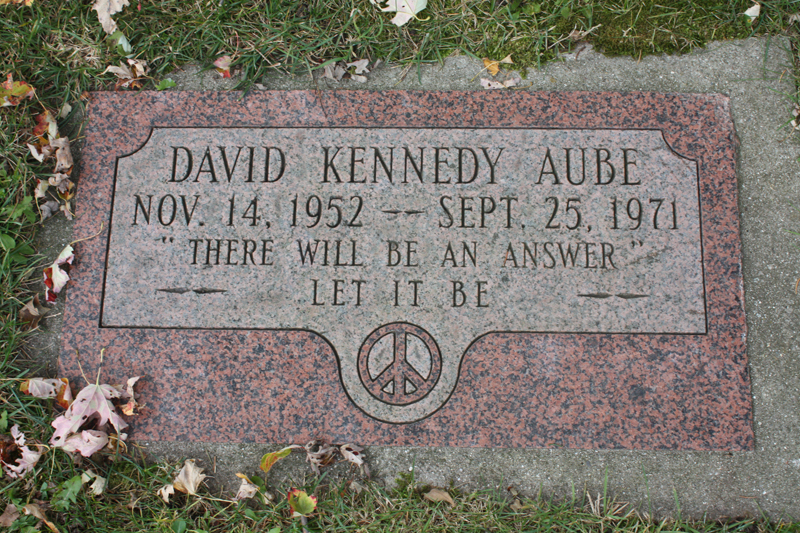 DAVID KENNEDY AUBE
NOV. 14, 1952 — SEPT. 25, 1971
" THERE WILL BE AN ANSWER "
LET IT BE